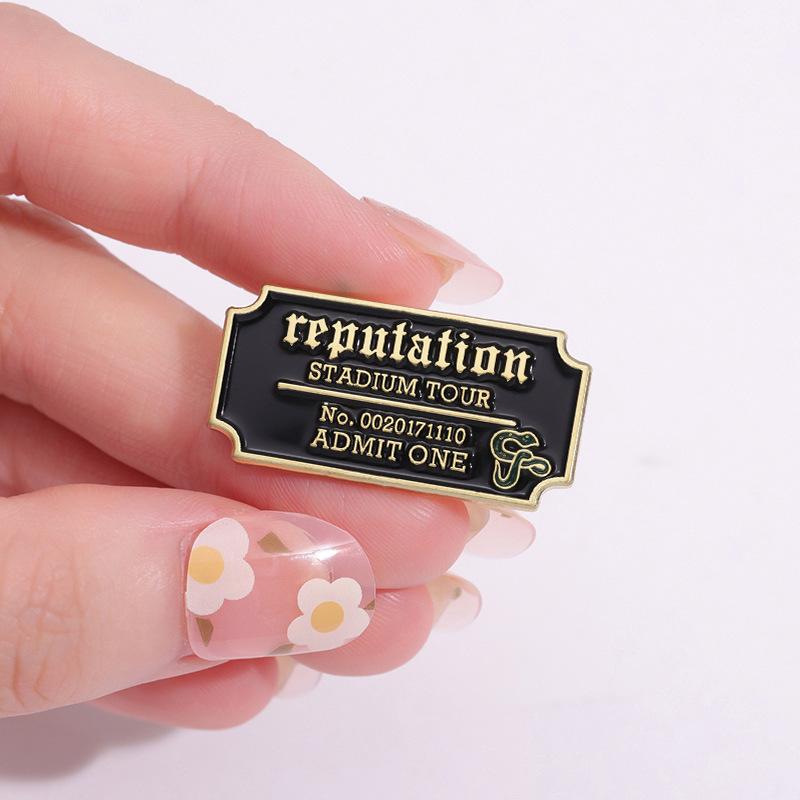 reputation
STADIUM TOUR
No. 0020171110
ADMIT ONE